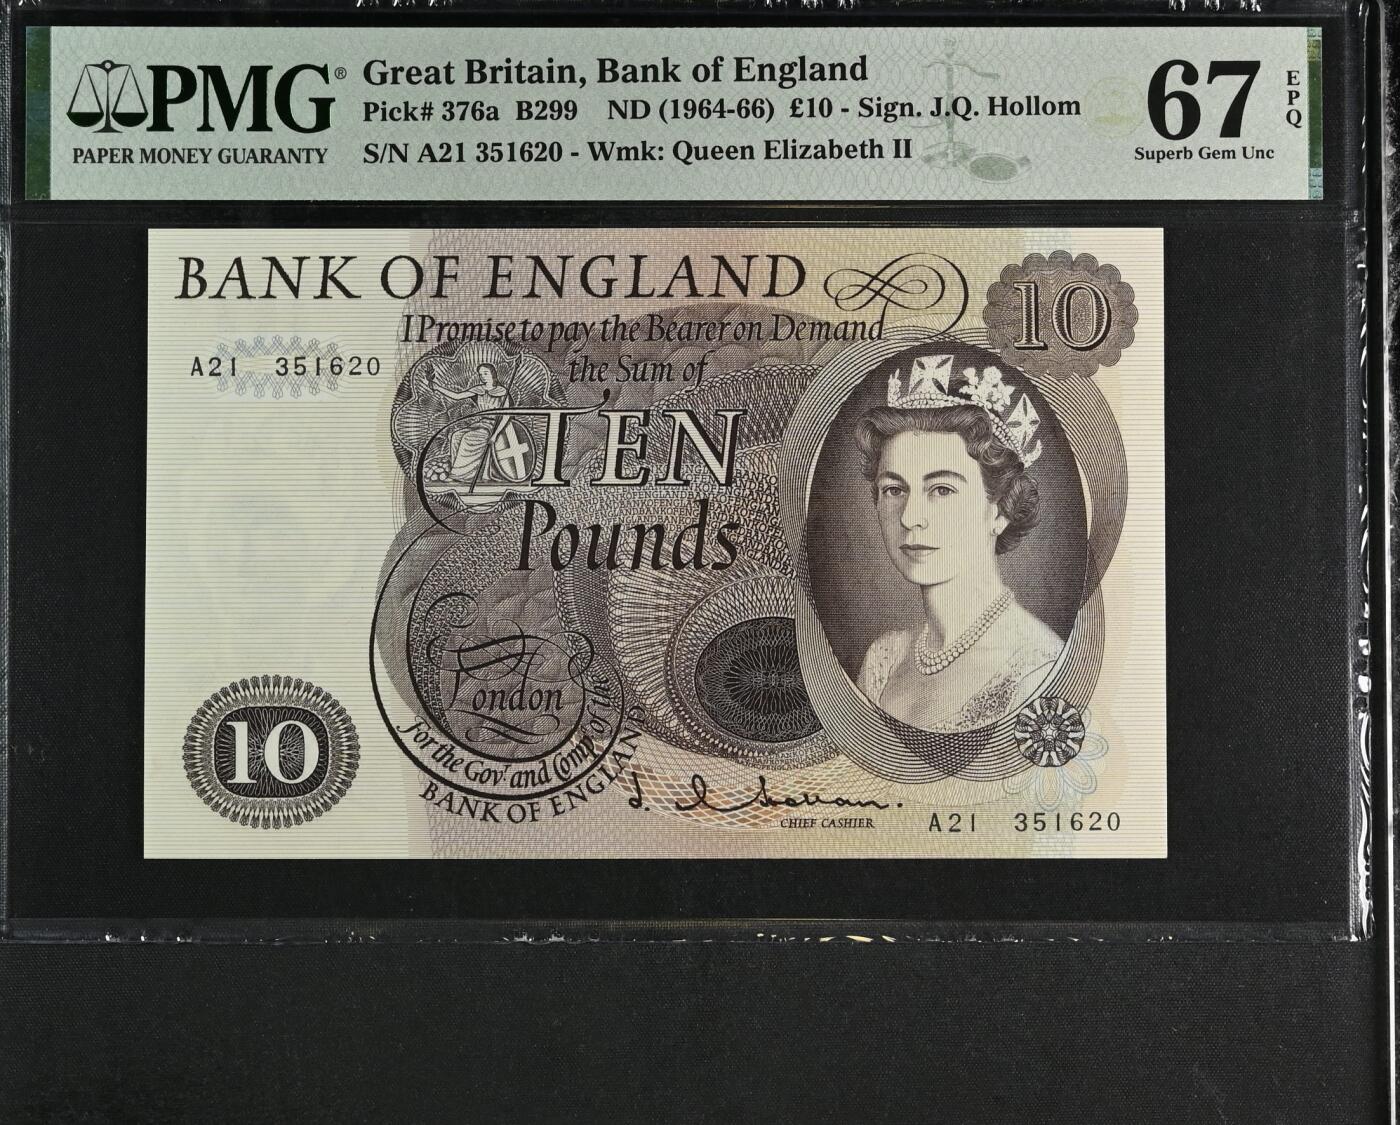 PMG®
PAPER MONEY GUARANTY
Great Britain, Bank of England
Pick# 376a B299 ND (1964-66) £10 - Sign. J.Q. Hollom
S/N A21 351620 - Wmk: Queen Elizabeth II
67
EPQ
Superb Gem Unc
BANK OF ENGLAND
10
I Promise to pay the Bearer on Demand
the Sum of
A21 351620
TEN
Pounds
London
For the Govr. and Compa. of the
BANK OF ENGLAND
10
J. Q. Hollom.
CHIEF CASHIER
A21 351620